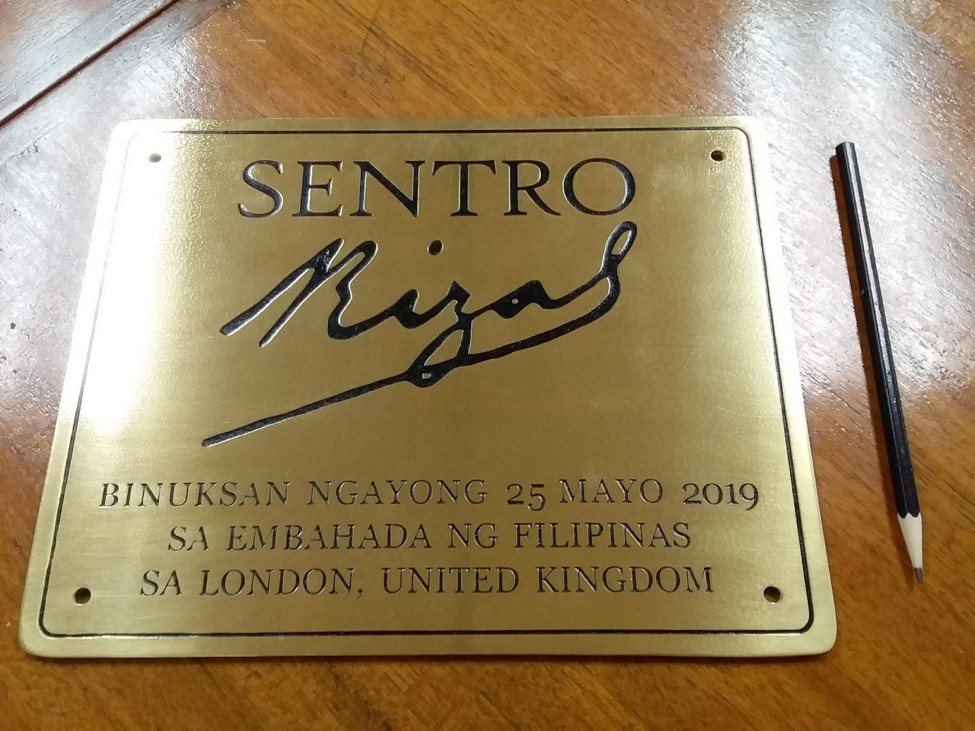 SENTRO
Rizal
BINUKSAN NGAYONG 25 MAYO 2019
SA EMBAHADA NG FILIPINAS
SA LONDON, UNITED KINGDOM